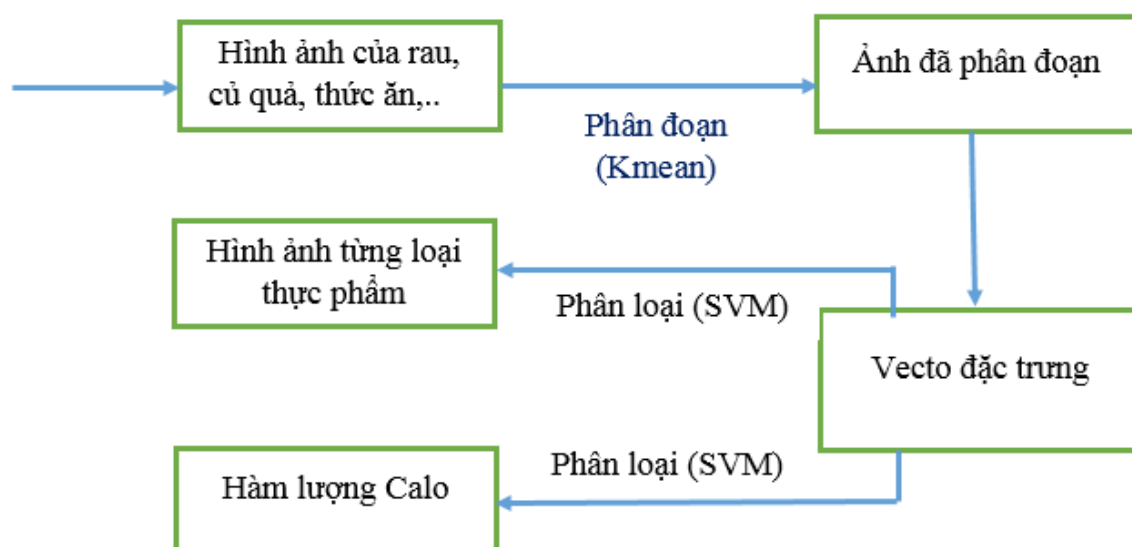 Hình ảnh của rau,
củ quả, thức ăn,..
Phân đoạn
(Kmean)
Ảnh đã phân đoạn
Hình ảnh từng loại
thực phẩm
Phân loại (SVM)
Vecto đặc trưng
Phân loại (SVM)
Hàm lượng Calo